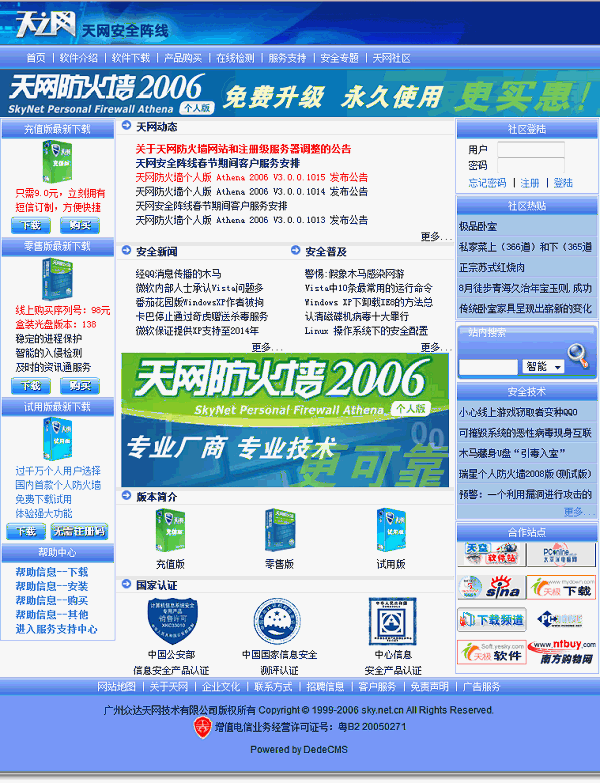 天网 天网安全阵线
首页 | 软件介绍 | 软件下载 | 产品购买 | 在线检测 | 服务支持 | 安全专题 | 天网社区
天网防火墙2006
SkyNet Personal Firewall Athena 个人版
免费升级 永久使用 更实惠!
充值版最新下载
只需9.0元，立刻拥有
短信订制，方便快捷
下载 购买
零售版最新下载
线上购买序列号：98元
盒装光盘版本：138
稳定的进程保护
智能的入侵检测
及时的资讯通服务
下载 购买
试用版最新下载
过千万个人用户选择
国内首款个人防火墙
免费下载试用
体验强大功能
下载 无需注册码
帮助中心
帮助信息--下载
帮助信息--安装
帮助信息--购买
帮助信息--其他
进入服务支持中心
天网动态
关于天网防火墙网站和注册级服务器调整的公告
天网安全阵线春节期间客户服务安排
天网防火墙个人版 Athena 2006 V3.0.0.1015 发布公告
天网防火墙个人版 Athena 2006 V3.0.0.1014 发布公告
天网安全阵线春节期间客户服务安排
天网防火墙个人版 Athena 2006 V3.0.0.1013 发布公告
更多...
安全新闻
经QQ消息传播的木马
微软内部人士承认Vista问题多
番茄花园版WindowsXP作者被拘
卡巴停止通过奇虎赠送杀毒服务
微软保证提供XP支持至2014年
更多...
安全普及
警惕:假象木马感染网游
Vista中10条最常用的运行命令
Windows XP下卸载IE8的方法总
认清磁碟机病毒十大罪行
Linux 操作系统下的安全配置
更多...
天网防火墙2006
SkyNet Personal Firewall Athena 个人版
专业厂商 专业技术
更可靠
版本简介
充值版 零售版 试用版
国家认证
计算机信息系统安全
专用产品
销售许可
中国公安部
信息安全产品认证
中国国家信息安全
测评认证
中心信息
安全产品认证
社区登陆
用户
密码
忘记密码 | 注册 | 登陆
社区热贴
极品卧室
私家菜上（366道）和下（365道
正宗苏式红烧肉
8月徒步青海久治年宝玉则,成功
传统卧室家具呈现出崭新的变化
站内搜索
智能
安全技术
小心线上游戏窃取者变种QQO
可摧毁系统的恶性病毒现身互联
木马藏身U盘“引毒入室”
瑞星个人防火墙2008版(测试版)
预警：一个利用漏洞进行攻击的
更多...
合作站点
天空软件站
PConline
太平洋电脑网
sina
www.mydown.com
天极下载
下载频道
Soft.yesky.com
天极软件
www.nfbuy.com
南方购物网
网站地图 | 关于天网 | 企业文化 | 联系方式 | 招聘信息 | 客户服务 | 免责声明 | 广告服务
广州众达天网技术有限公司版权所有 Copyright © 1999-2006 sky.net.cn All Rights Reserved.
增值电信业务经营许可证号：粤B2 20050271
Powered by DedeCMS